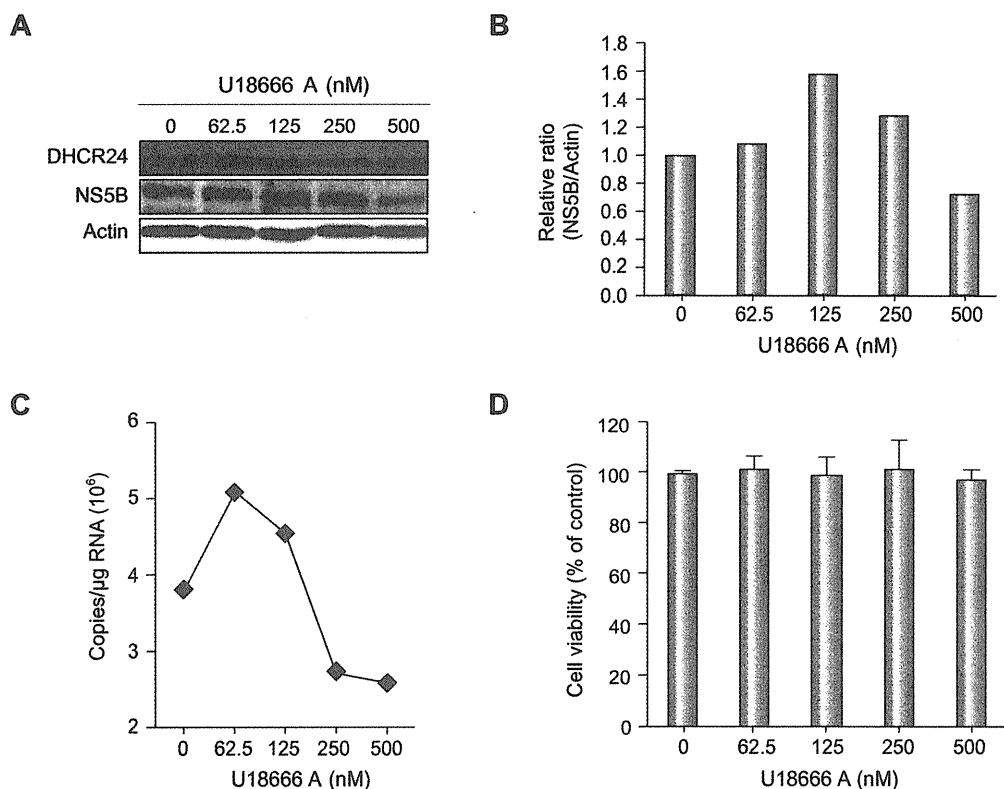 A
U18666 A (nM)
0 62.5 125 250 500
DHCR24
NS5B
Actin
B
Relative ratio
(NS5B/Actin)
1.8
1.6
1.4
1.2
1.0
0.8
0.6
0.4
0.2
0.0
0 62.5 125 250 500
U18666 A (nM)
C
Copies/µg RNA (10⁶)
6
5
4
3
2
0 62.5 125 250 500
U18666 A (nM)
D
Cell viability (% of control)
120
100
80
60
40
20
0
0 62.5 125 250 500
U18666 A (nM)